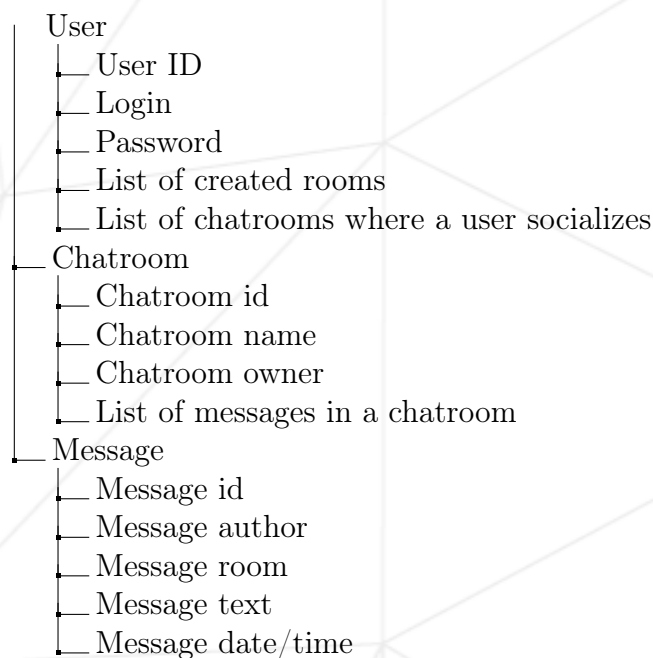 User
User ID
Login
Password
List of created rooms
List of chatrooms where a user socializes
Chatroom
Chatroom id
Chatroom name
Chatroom owner
List of messages in a chatroom
Message
Message id
Message author
Message room
Message text
Message date/time